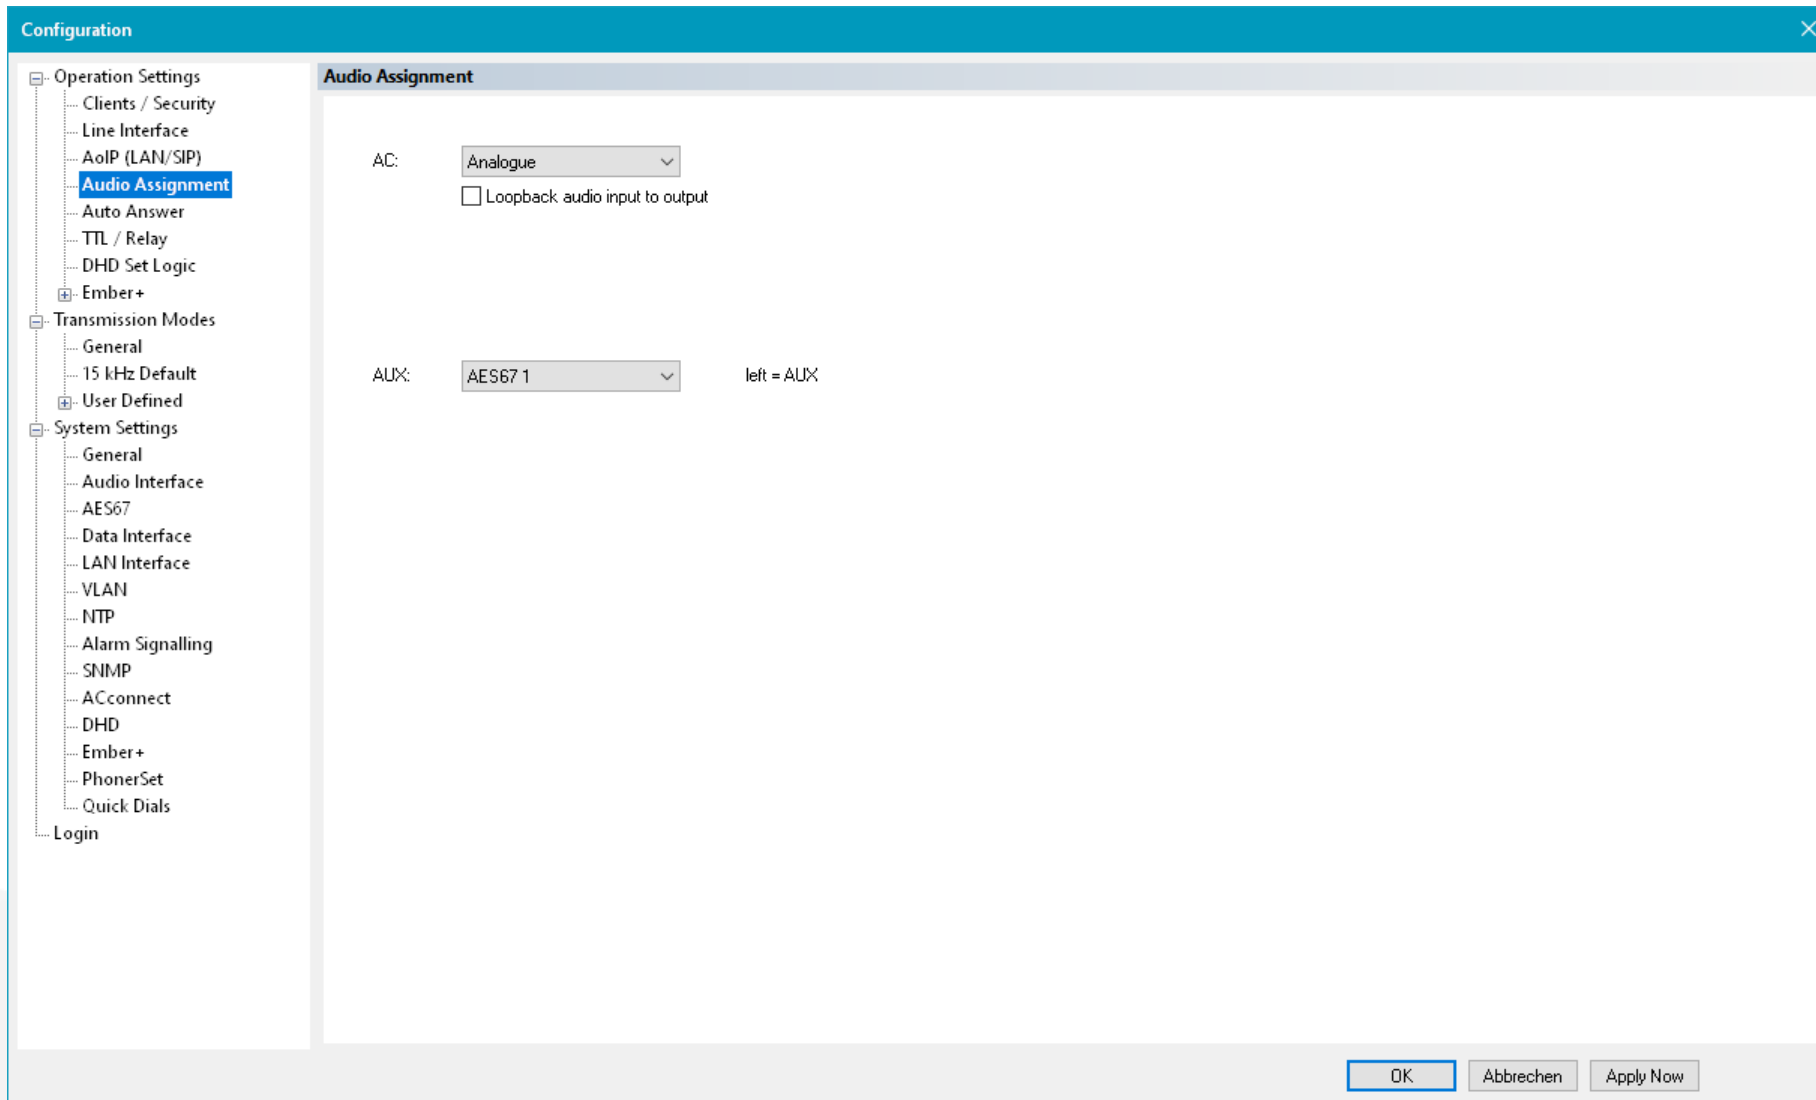 Configuration
Operation Settings
Clients / Security
Line Interface
AoIP (LAN/SIP)
Audio Assignment
Auto Answer
TTL / Relay
DHD Set Logic
Ember+
Transmission Modes
General
15 kHz Default
User Defined
System Settings
General
Audio Interface
AES67
Data Interface
LAN Interface
VLAN
NTP
Alarm Signalling
SNMP
ACconnect
DHD
Ember+
PhonerSet
Quick Dials
Login
Audio Assignment
AC: Analogue
Loopback audio input to output
AUX: AES67 1 left = AUX
OK Abbrechen Apply Now